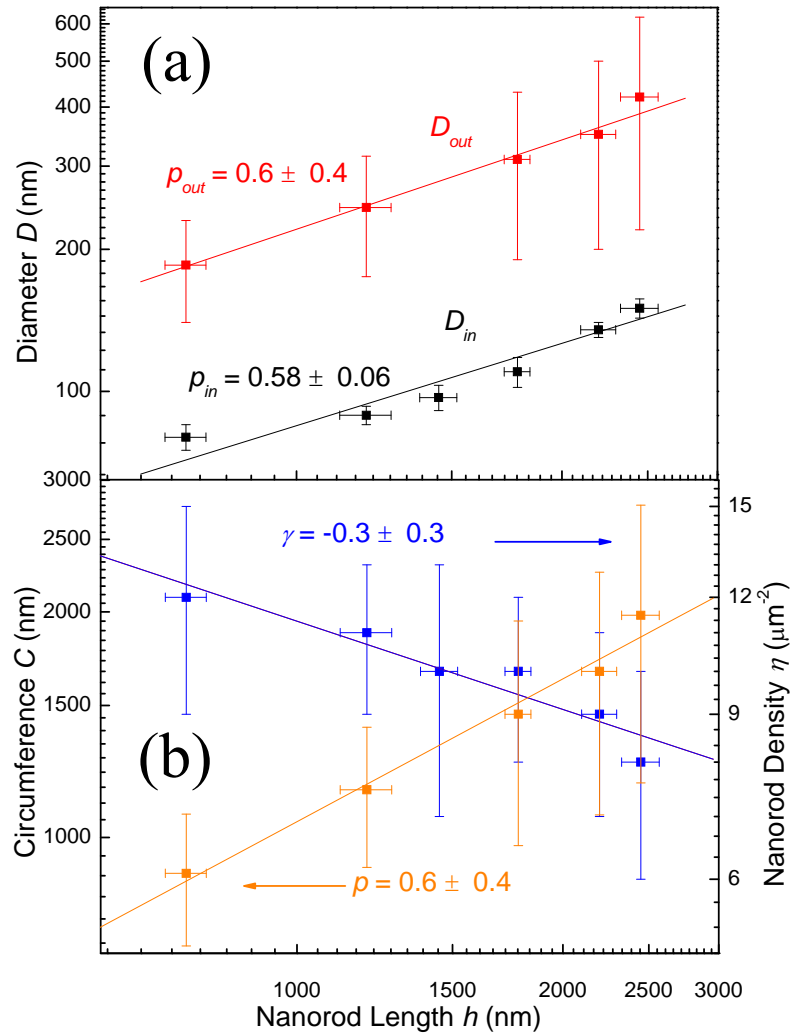 600
(a)
500
400
D_out
300
p_out = 0.6 ± 0.4
200
Diameter D (nm)
D_in
p_in = 0.58 ± 0.06
100
3000
15
γ = -0.3 ± 0.3
2500
12
2000
1500
9
(b)
1000
p = 0.6 ± 0.4
6
Circumference C (nm)
Nanorod Density η (μm⁻²)
1000 1500 2000 2500 3000
Nanorod Length h (nm)